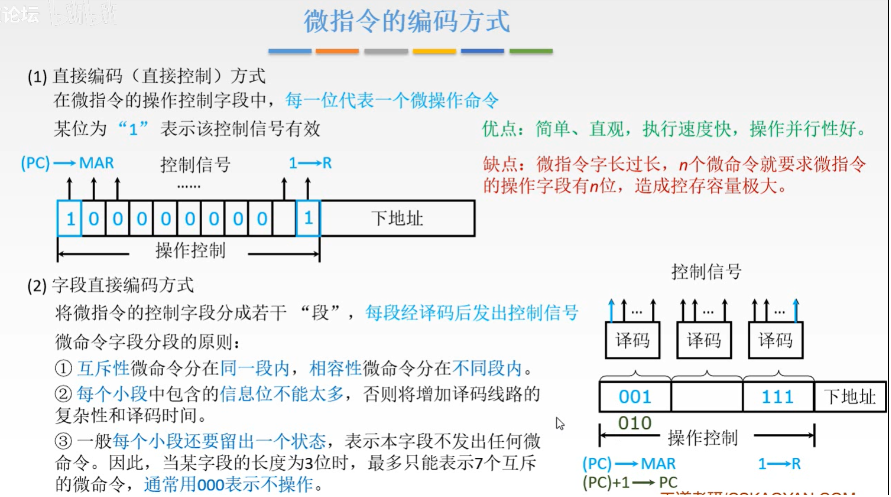 论坛
微指令的编码方式
(1) 直接编码（直接控制）方式
在微指令的操作控制字段中，每一位代表一个微操作命令
某位为“1”表示该控制信号有效
优点：简单、直观，执行速度快，操作并行性好。
缺点：微指令字长过长，n个微命令就要求微指令
的操作字段有n位，造成控存容量极大。
(PC)→MAR 控制信号 1→R
……
1 0 0 0 0 0 0 0 0 1 下地址
操作控制
(2) 字段直接编码方式
将微指令的控制字段分成若干“段”，每段经译码后发出控制信号
微命令字段分段的原则：
① 互斥性微命令分在同一段内，相容性微命令分在不同段内。
② 每个小段中包含的信息位不能太多，否则将增加译码线路的
复杂性和译码时间。
③ 一般每个小段还要留出一个状态，表示本字段不发出任何微
命令。因此，当某字段的长度为3位时，最多只能表示7个互斥
的微命令，通常用000表示不操作。
控制信号
… … …
译码 译码 译码
001 111 下地址
010
操作控制
(PC)→MAR 1→R
(PC)+1→PC